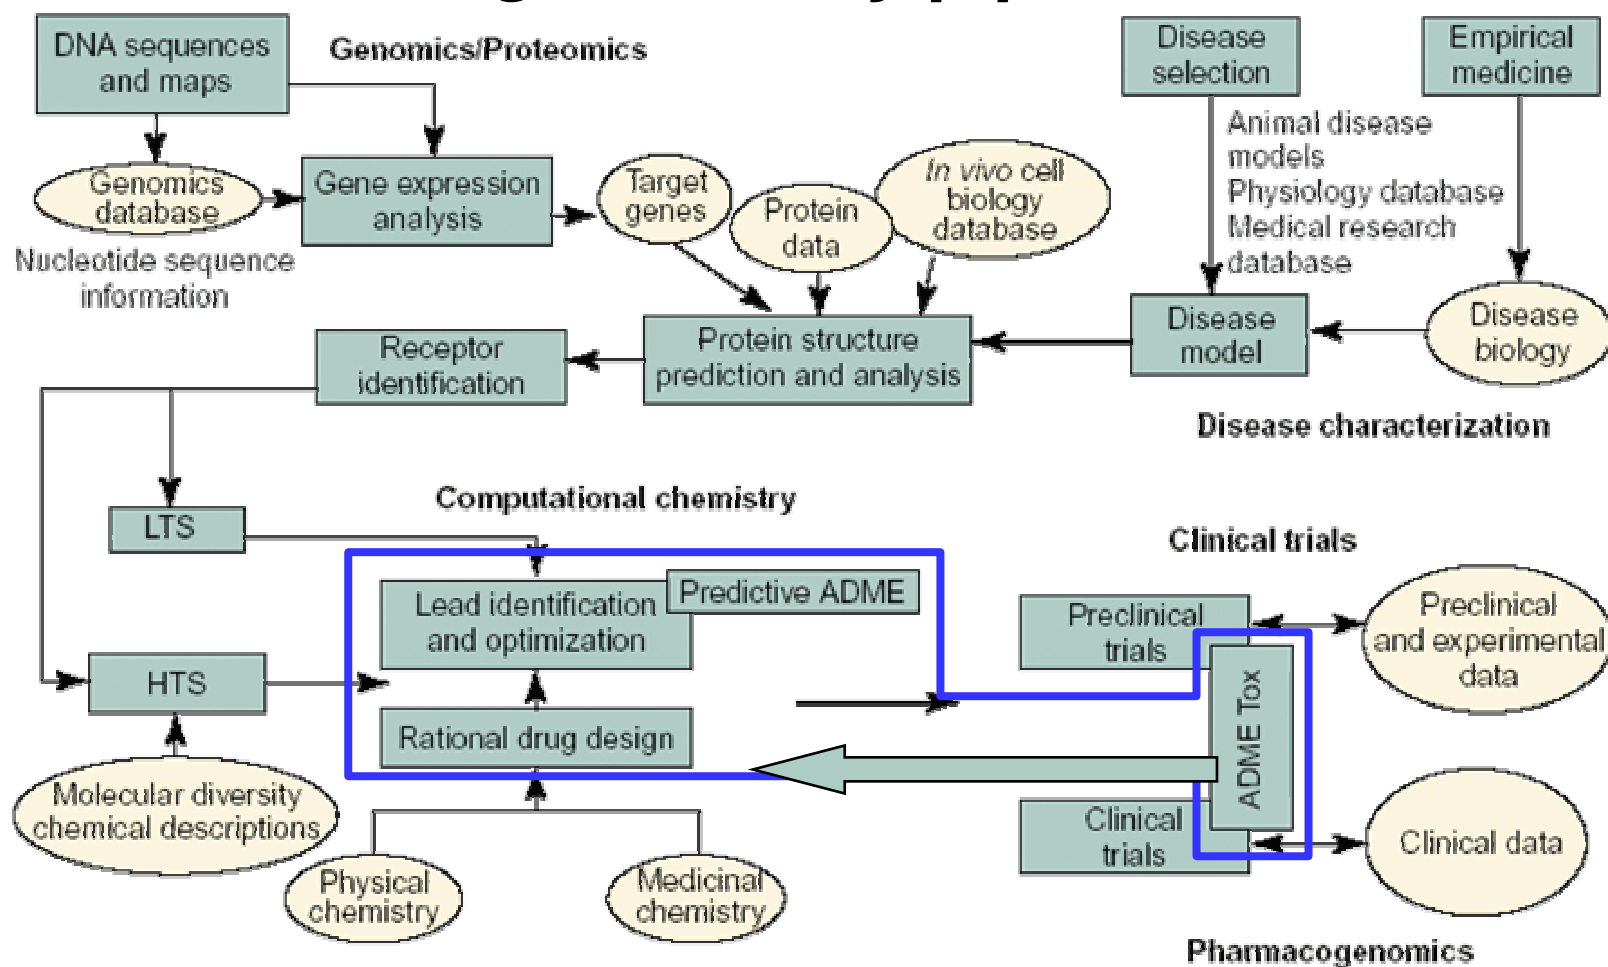 DNA sequences
and maps
Genomics/Proteomics
Disease
selection
Empirical
medicine
Genomics
database
Nucleotide sequence
information
Gene expression
analysis
Target
genes
Protein
data
In vivo cell
biology
database
Animal disease
models
Physiology database
Medical research
database
Receptor
identification
Protein structure
prediction and analysis
Disease
model
Disease
biology
Disease characterization
Computational chemistry
LTS
Clinical trials
Lead identification
and optimization
Predictive ADME
Preclinical
trials
Preclinical
and experimental
data
HTS
Rational drug design
ADME Tox
Molecular diversity
chemical descriptions
Clinical
trials
Clinical data
Physical
chemistry
Medicinal
chemistry
Pharmacogenomics